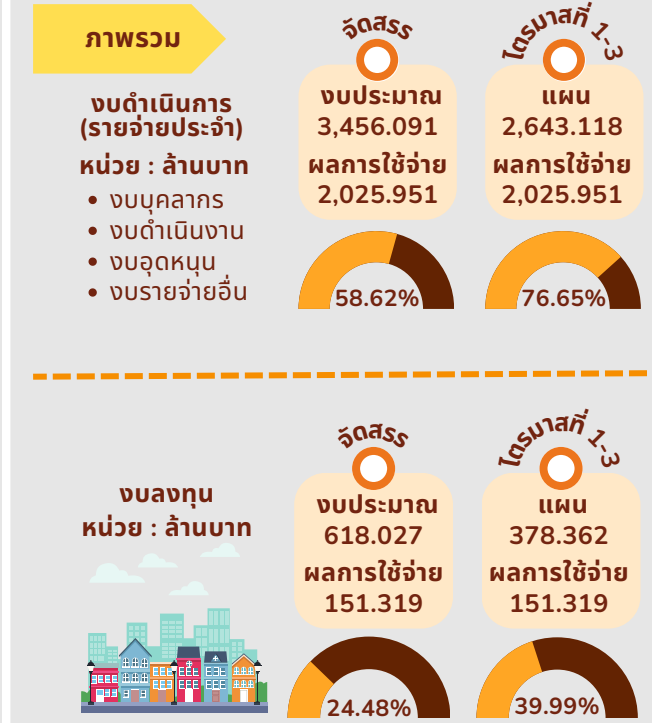 ภาพรวม
งบดำเนินการ
(รายจ่ายประจำ)
หน่วย : ล้านบาท
• งบบุคลากร
• งบดำเนินงาน
• งบอุดหนุน
• งบรายจ่ายอื่น
จัดสรร
งบประมาณ
3,456.091
ผลการใช้จ่าย
2,025.951
58.62%
ไตรมาสที่ 1-3
แผน
2,643.118
ผลการใช้จ่าย
2,025.951
76.65%
งบลงทุน
หน่วย : ล้านบาท
จัดสรร
งบประมาณ
618.027
ผลการใช้จ่าย
151.319
24.48%
ไตรมาสที่ 1-3
แผน
378.362
ผลการใช้จ่าย
151.319
39.99%